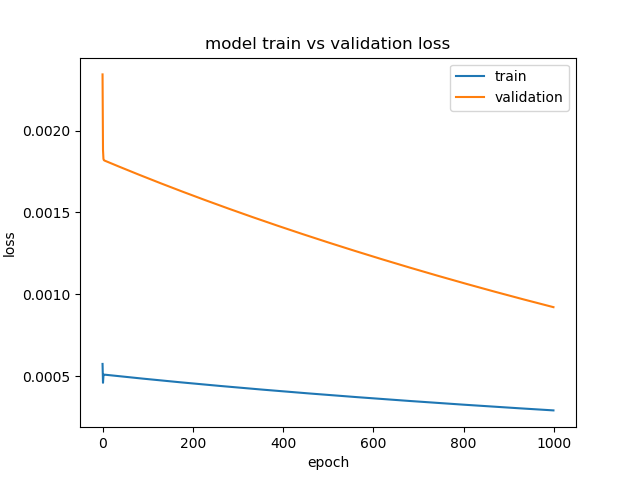 model train vs validation loss
train
validation
0.0020
0.0015
0.0010
0.0005
loss
0 200 400 600 800 1000
epoch